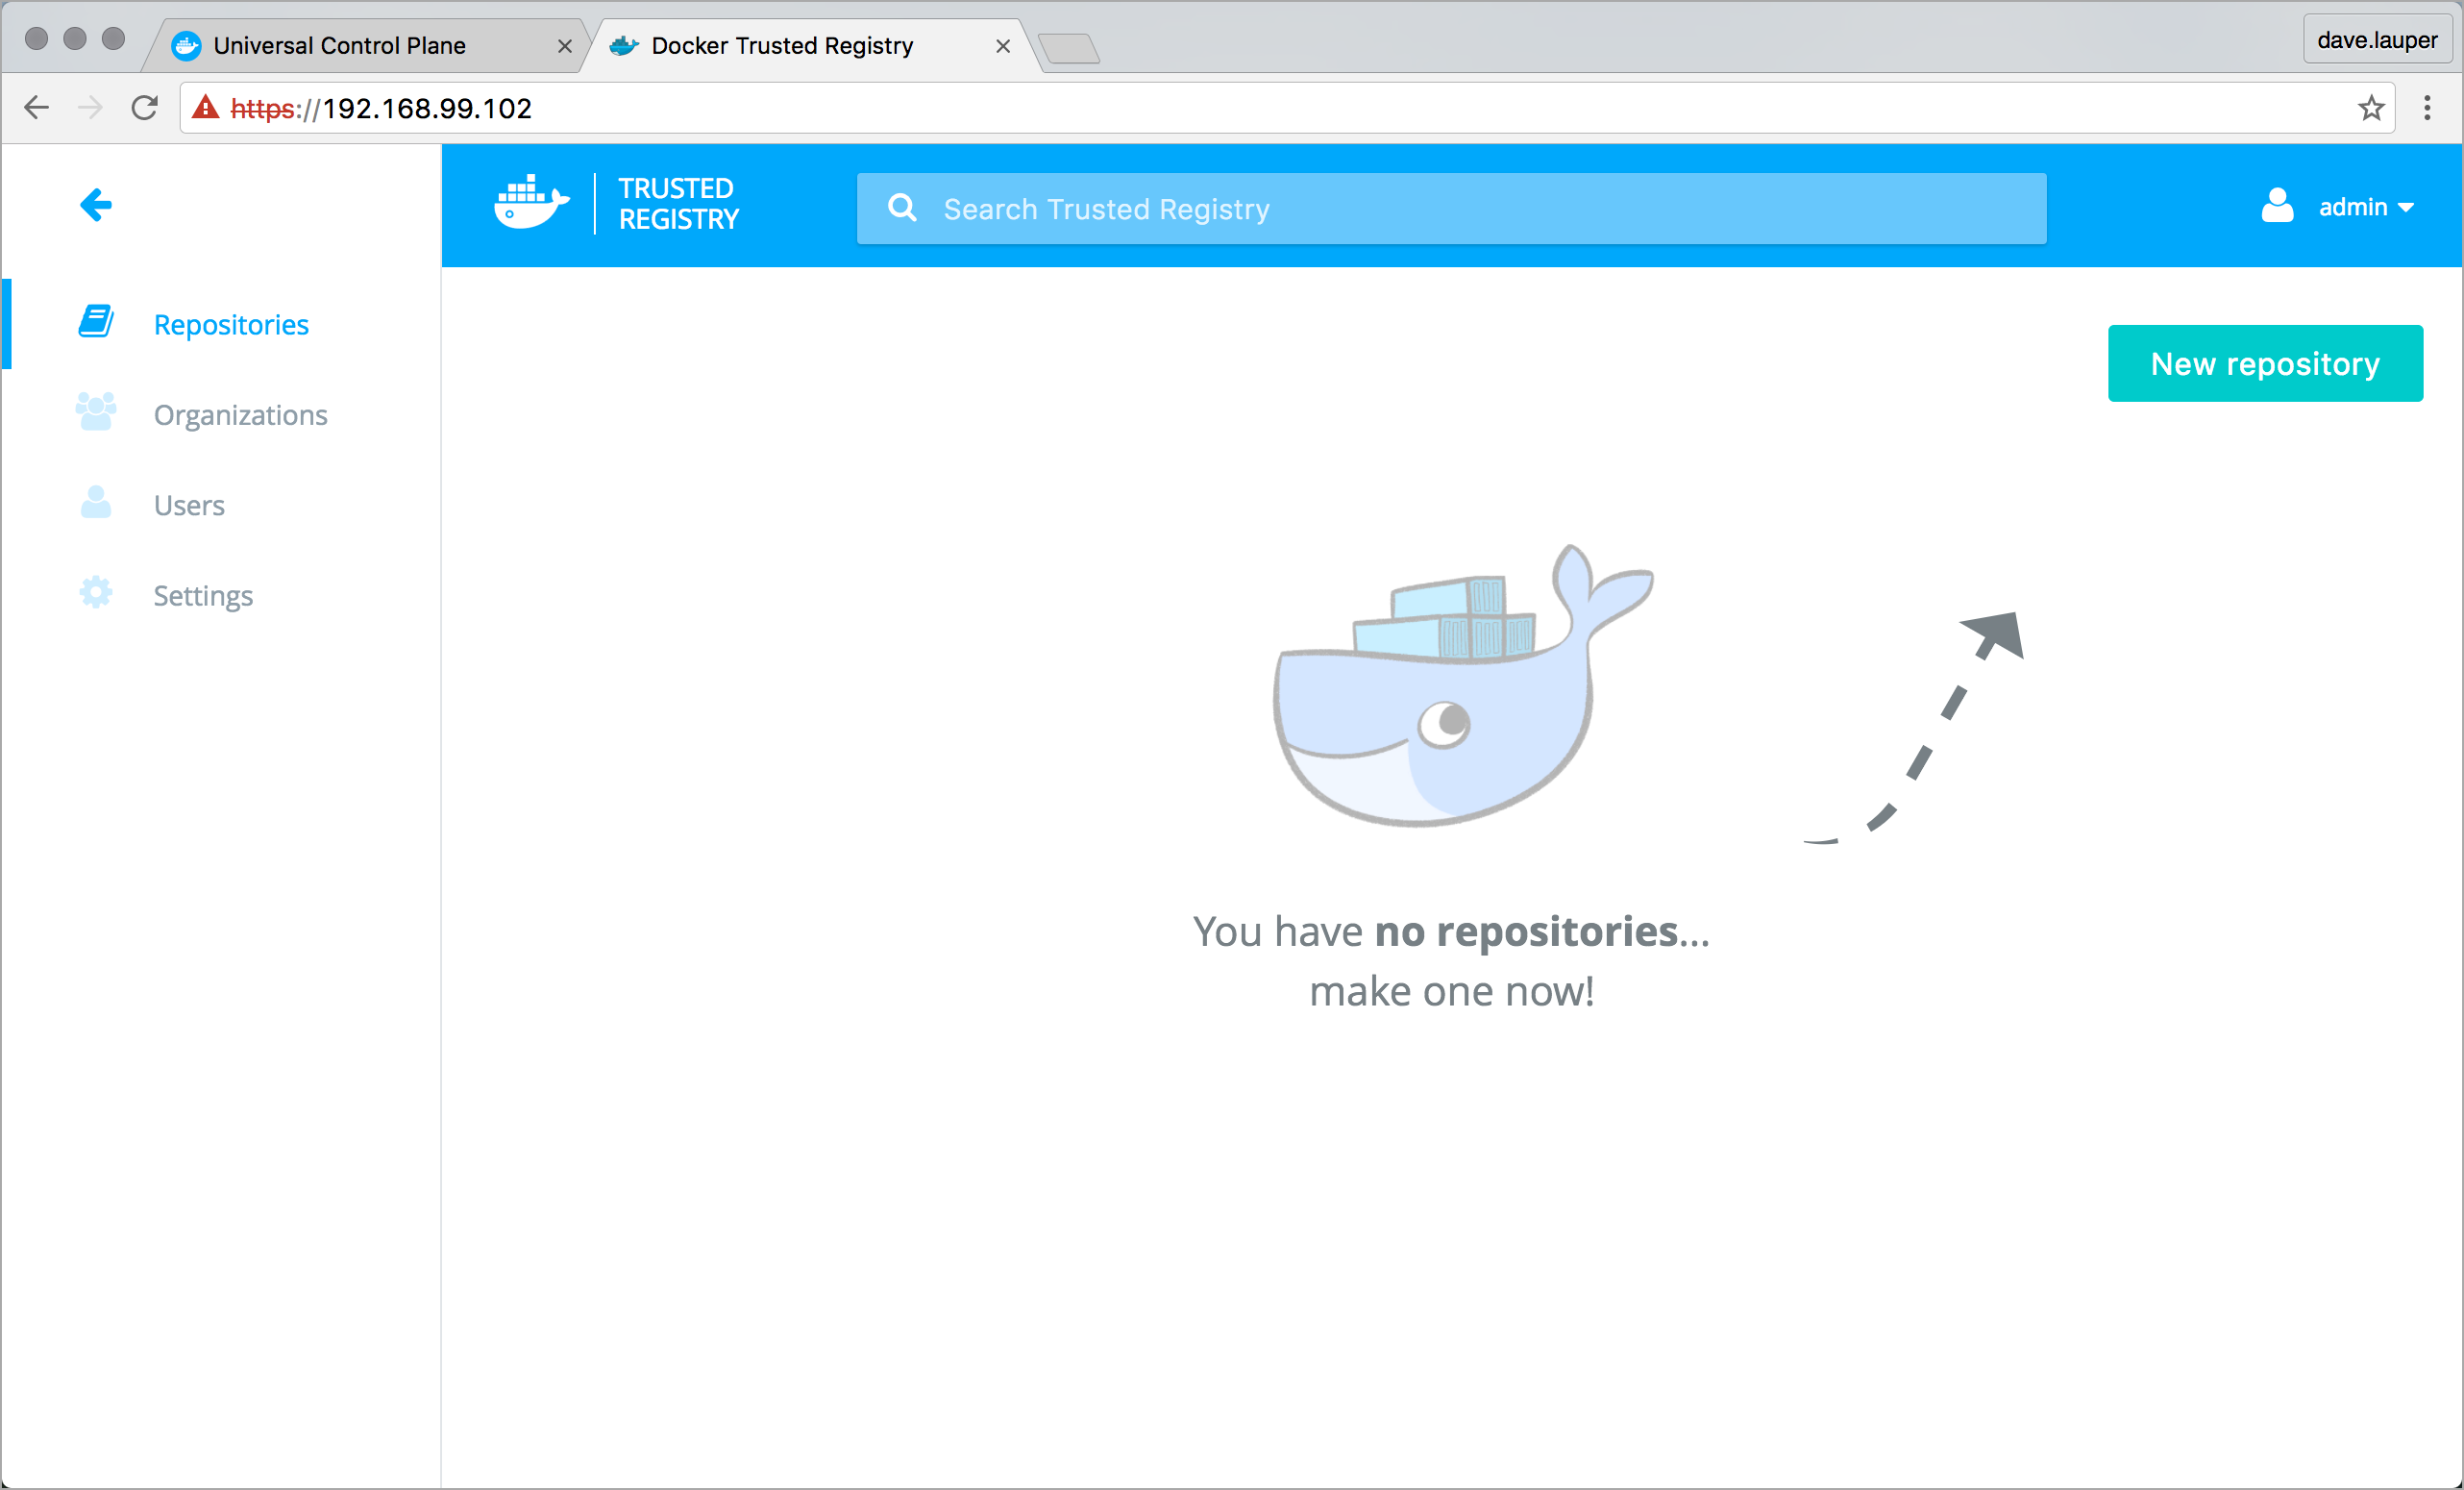 Universal Control Plane
Docker Trusted Registry
dave.lauper
https://192.168.99.102
TRUSTED
REGISTRY
Search Trusted Registry
admin
Repositories
Organizations
Users
Settings
New repository
You have no repositories...
make one now!